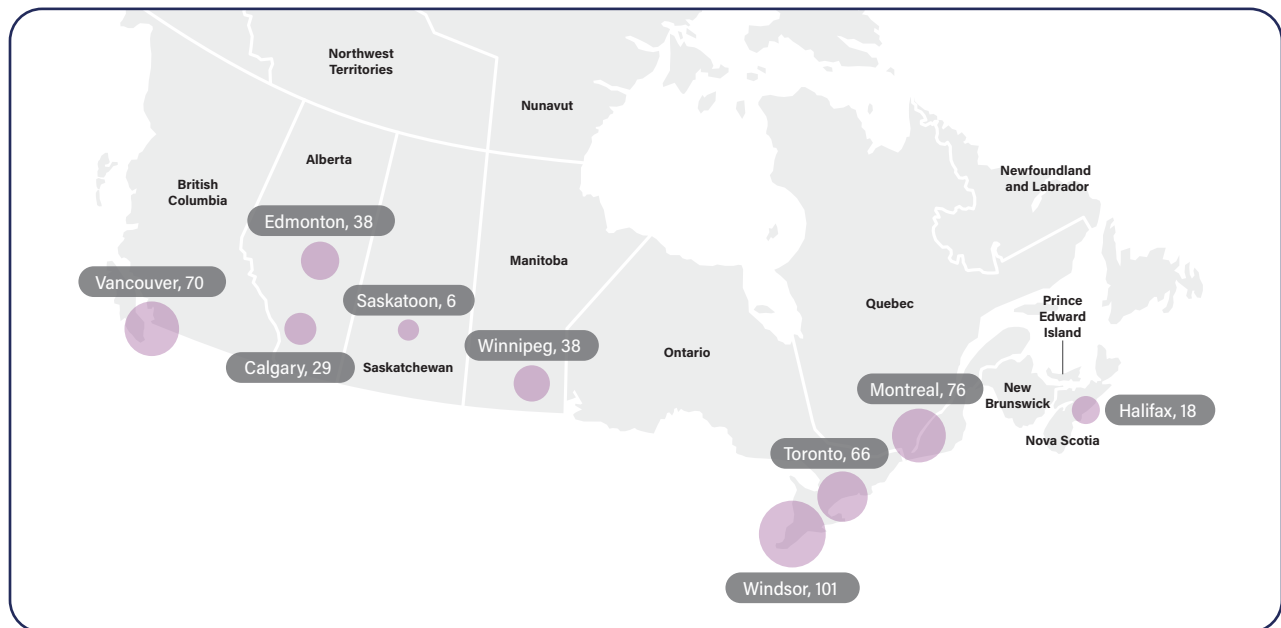 Northwest
Territories
Nunavut
Alberta
British
Columbia
Newfoundland
and Labrador
Edmonton, 38
Manitoba
Vancouver, 70
Saskatoon, 6
Quebec
Prince
Edward
Island
Winnipeg, 38
Ontario
Calgary, 29
Saskatchewan
Montreal, 76
New
Brunswick
Halifax, 18
Nova Scotia
Toronto, 66
Windsor, 101